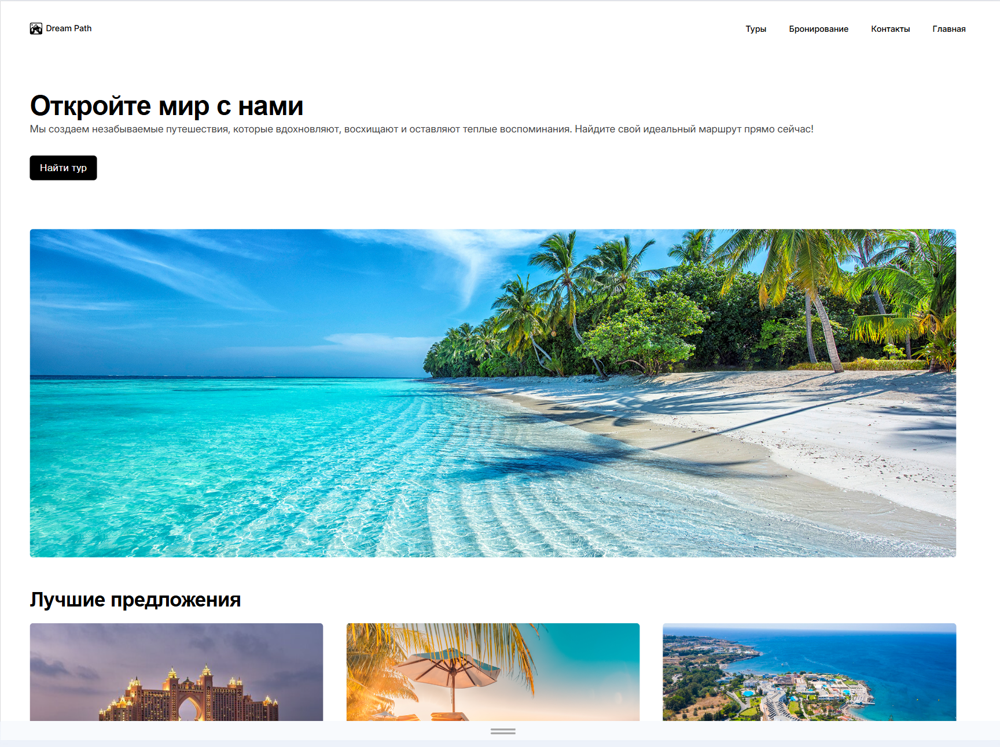 Dream Path
Туры
Бронирование
Контакты
Главная
Откройте мир с нами
Мы создаем незабываемые путешествия, которые вдохновляют, восхищают и оставляют теплые воспоминания. Найдите свой идеальный маршрут прямо сейчас!
Найти тур
Лучшие предложения